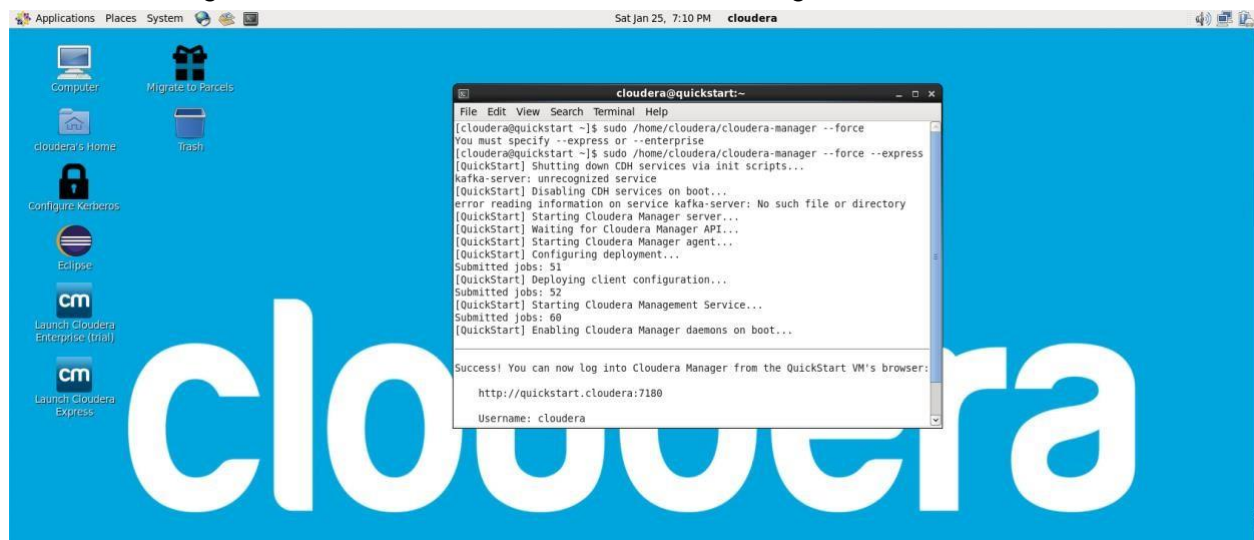 Applications Places System Sat Jan 25, 7:10 PM cloudera
Computer
Migrate to Parcels
cloudera's Home
Trash
Configure Kerberos
Eclipse
cm
Launch Cloudera
Enterprise (trial)
cm
Launch Cloudera
Express
cloudera@quickstart:~
File Edit View Search Terminal Help
[cloudera@quickstart ~]$ sudo /home/cloudera/cloudera-manager --force
You must specify --express or --enterprise
[cloudera@quickstart ~]$ sudo /home/cloudera/cloudera-manager --force --express
[QuickStart] Shutting down CDH services via init scripts...
kafka-server: unrecognized service
[QuickStart] Disabling CDH services on boot...
error reading information on service kafka-server: No such file or directory
[QuickStart] Starting Cloudera Manager server...
[QuickStart] Waiting for Cloudera Manager API...
[QuickStart] Starting Cloudera Manager agent...
[QuickStart] Configuring deployment...
Submitted jobs: 51
[QuickStart] Deploying client configuration...
Submitted jobs: 52
[QuickStart] Starting Cloudera Management Service...
Submitted jobs: 60
[QuickStart] Enabling Cloudera Manager daemons on boot...
Success! You can now log into Cloudera Manager from the QuickStart VM's browser:
http://quickstart.cloudera:7180
Username: cloudera
cloudera